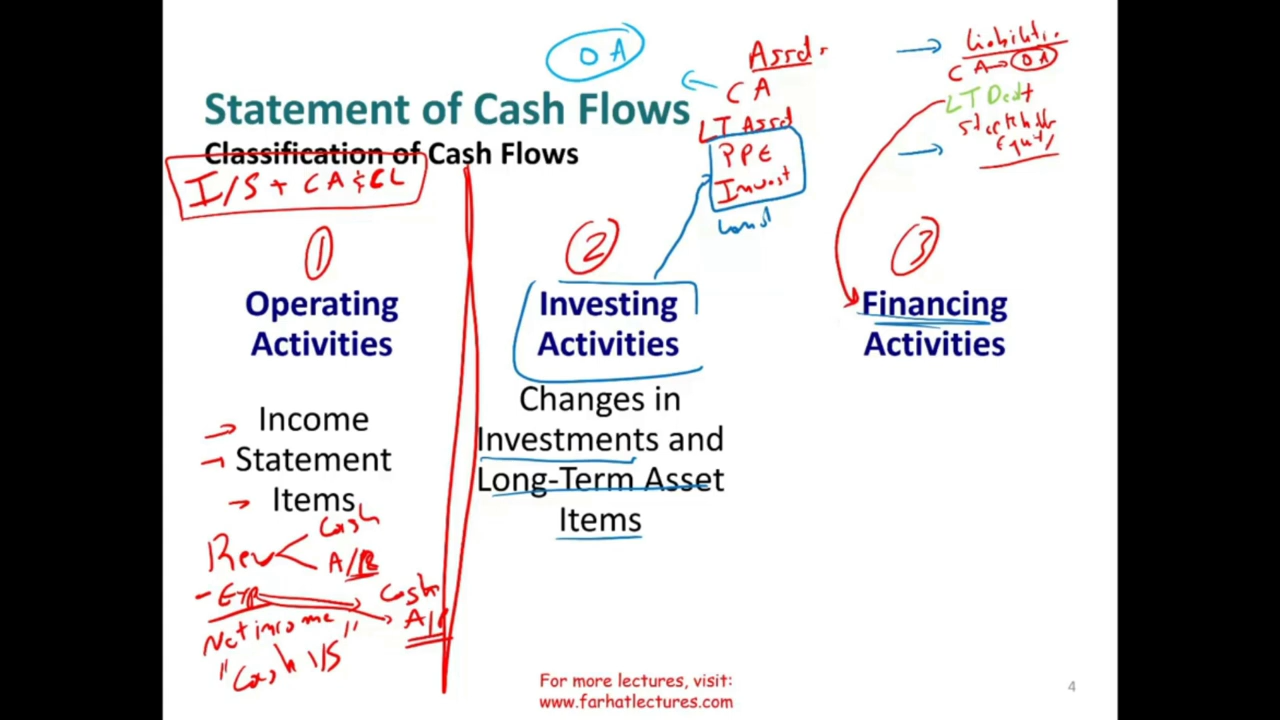 OA
Assets
CA
LT Asset
PPE
Invest
Liabilities
CA → OA
LT Debt
Stockholder
Equity
Statement of Cash Flows
Classification of Cash Flows
I/S + CA & CL
1
2
3
Operating
Activities
Investing
Activities
Financing
Activities
Income
Statement
Items
Changes in
Investments and
Long-Term Asset
Items
Rev
Cash
A/R
- Exp
Cash
A/P
Net income
"Cash I/S"
For more lectures, visit:
www.farhatlectures.com
4